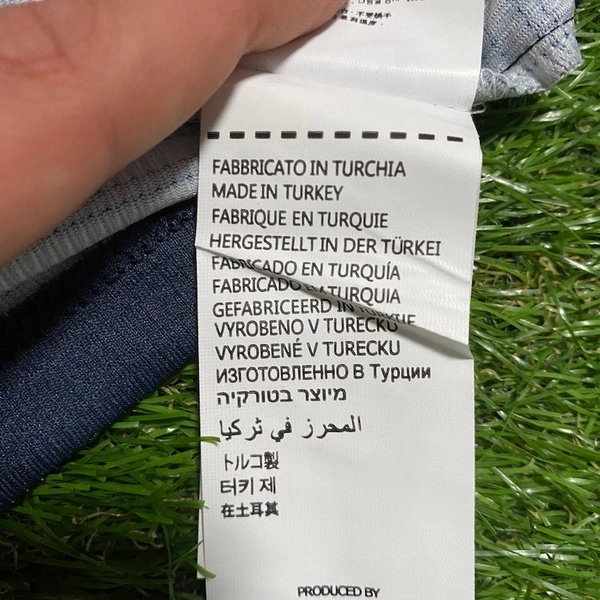 FABBRICATO IN TURCHIA
MADE IN TURKEY
FABRIQUE EN TURQUIE
HERGESTELLT IN DER TÜRKEI
FABRICADO EN TURQUÍA
FABRICADO TURQUIA
GEFABRICEERD IN
VYROBENO V TURECKU
VYROBENÉ V TURECKU
ИЗГОТОВЛЕННО В Турции
מיוצר בטורקיה
المحرز في تركيا
トルコ製
터키 제
在土耳其
PRODUCED BY